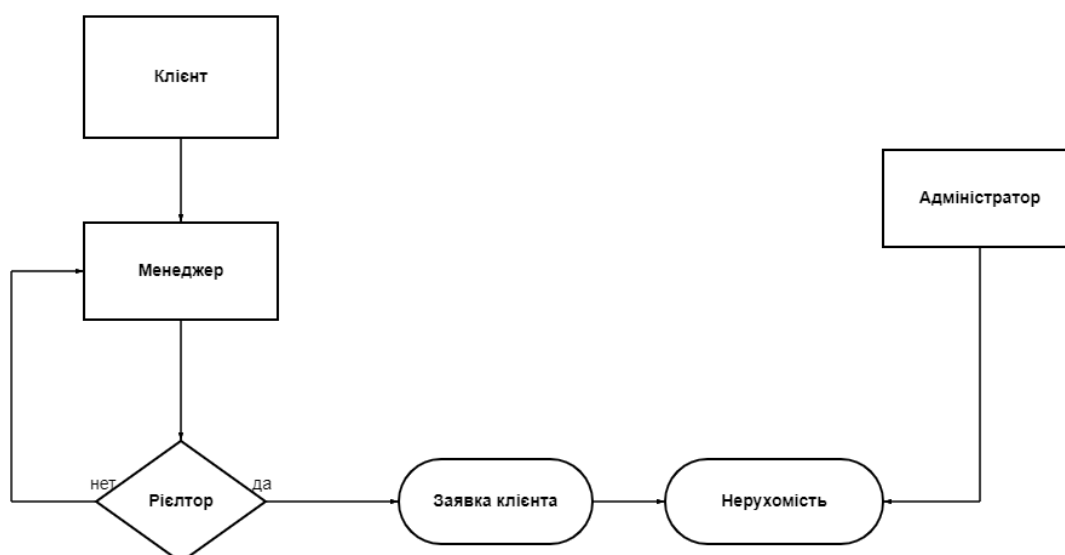 Клієнт
Адміністратор
Менеджер
нет
Рієлтор
да
Заявка клієнта
Нерухомість